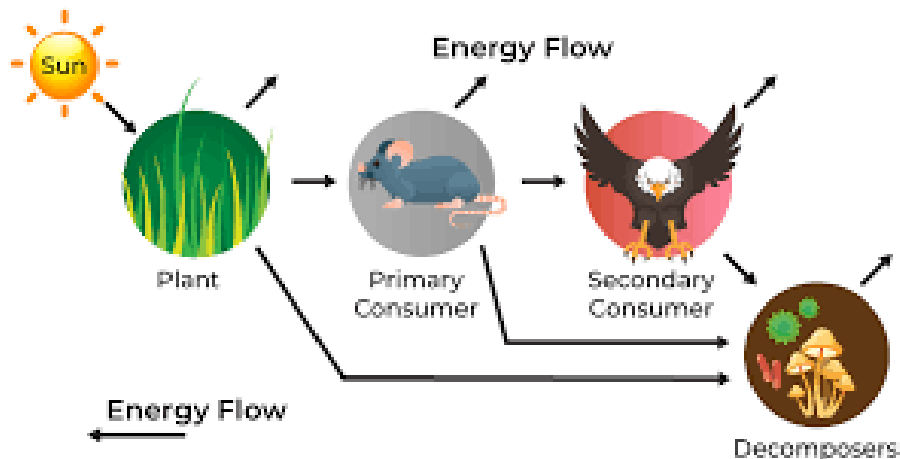 Sun
Energy Flow
Plant
Primary
Consumer
Secondary
Consumer
Energy Flow
Decomposers